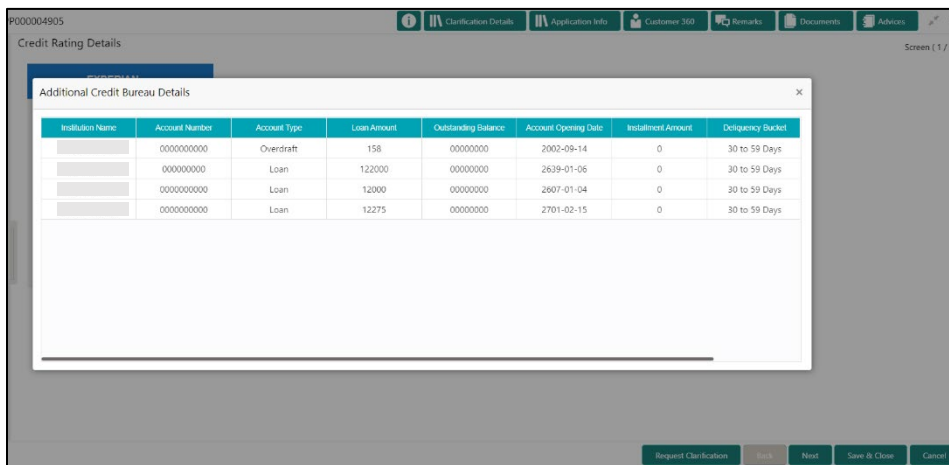 P000004905
i Clarification Details Application Info Customer 360 Remarks Documents Advices
Credit Rating Details
Screen ( 1 /
EXPERIAN
Additional Credit Bureau Details ×
Institution Name Account Number Account Type Loan Amount Outstanding Balance Account Opening Date Installment Amount Deliquency Bucket
0000000000 Overdraft 158 00000000 2002-09-14 0 30 to 59 Days
000000000 Loan 122000 00000000 2639-01-06 0 30 to 59 Days
0000000000 Loan 12000 00000000 2607-01-04 0 30 to 59 Days
0000000000 Loan 12275 00000000 2701-02-15 0 30 to 59 Days
Request Clarification Back Next Save & Close Cancel